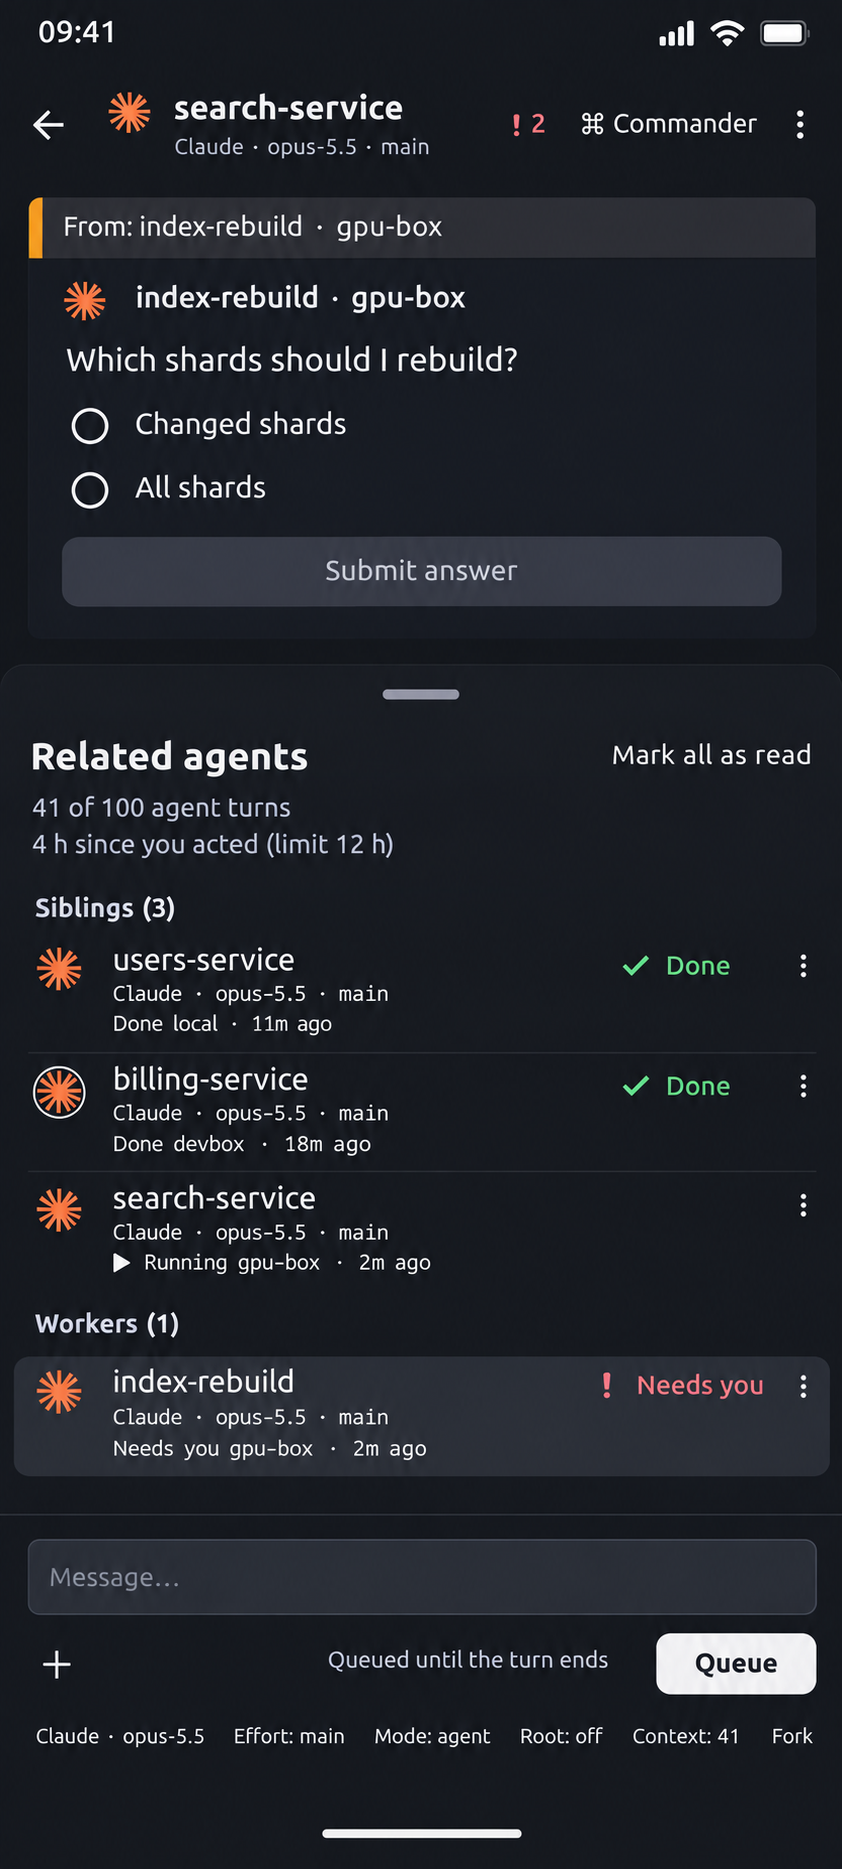 09:41
search-service
Claude · opus-5.5 · main
! 2
⌘ Commander
From: index-rebuild · gpu-box
index-rebuild · gpu-box
Which shards should I rebuild?
Changed shards
All shards
Submit answer
Related agents
Mark all as read
41 of 100 agent turns
4 h since you acted (limit 12 h)
Siblings (3)
users-service
Done
Claude · opus-5.5 · main
Done local · 11m ago
billing-service
Done
Claude · opus-5.5 · main
Done devbox · 18m ago
search-service
Claude · opus-5.5 · main
Running gpu-box · 2m ago
Workers (1)
index-rebuild
! Needs you
Claude · opus-5.5 · main
Needs you gpu-box · 2m ago
Message...
Queued until the turn ends
Queue
Claude · opus-5.5 Effort: main Mode: agent Root: off Context: 41 Fork